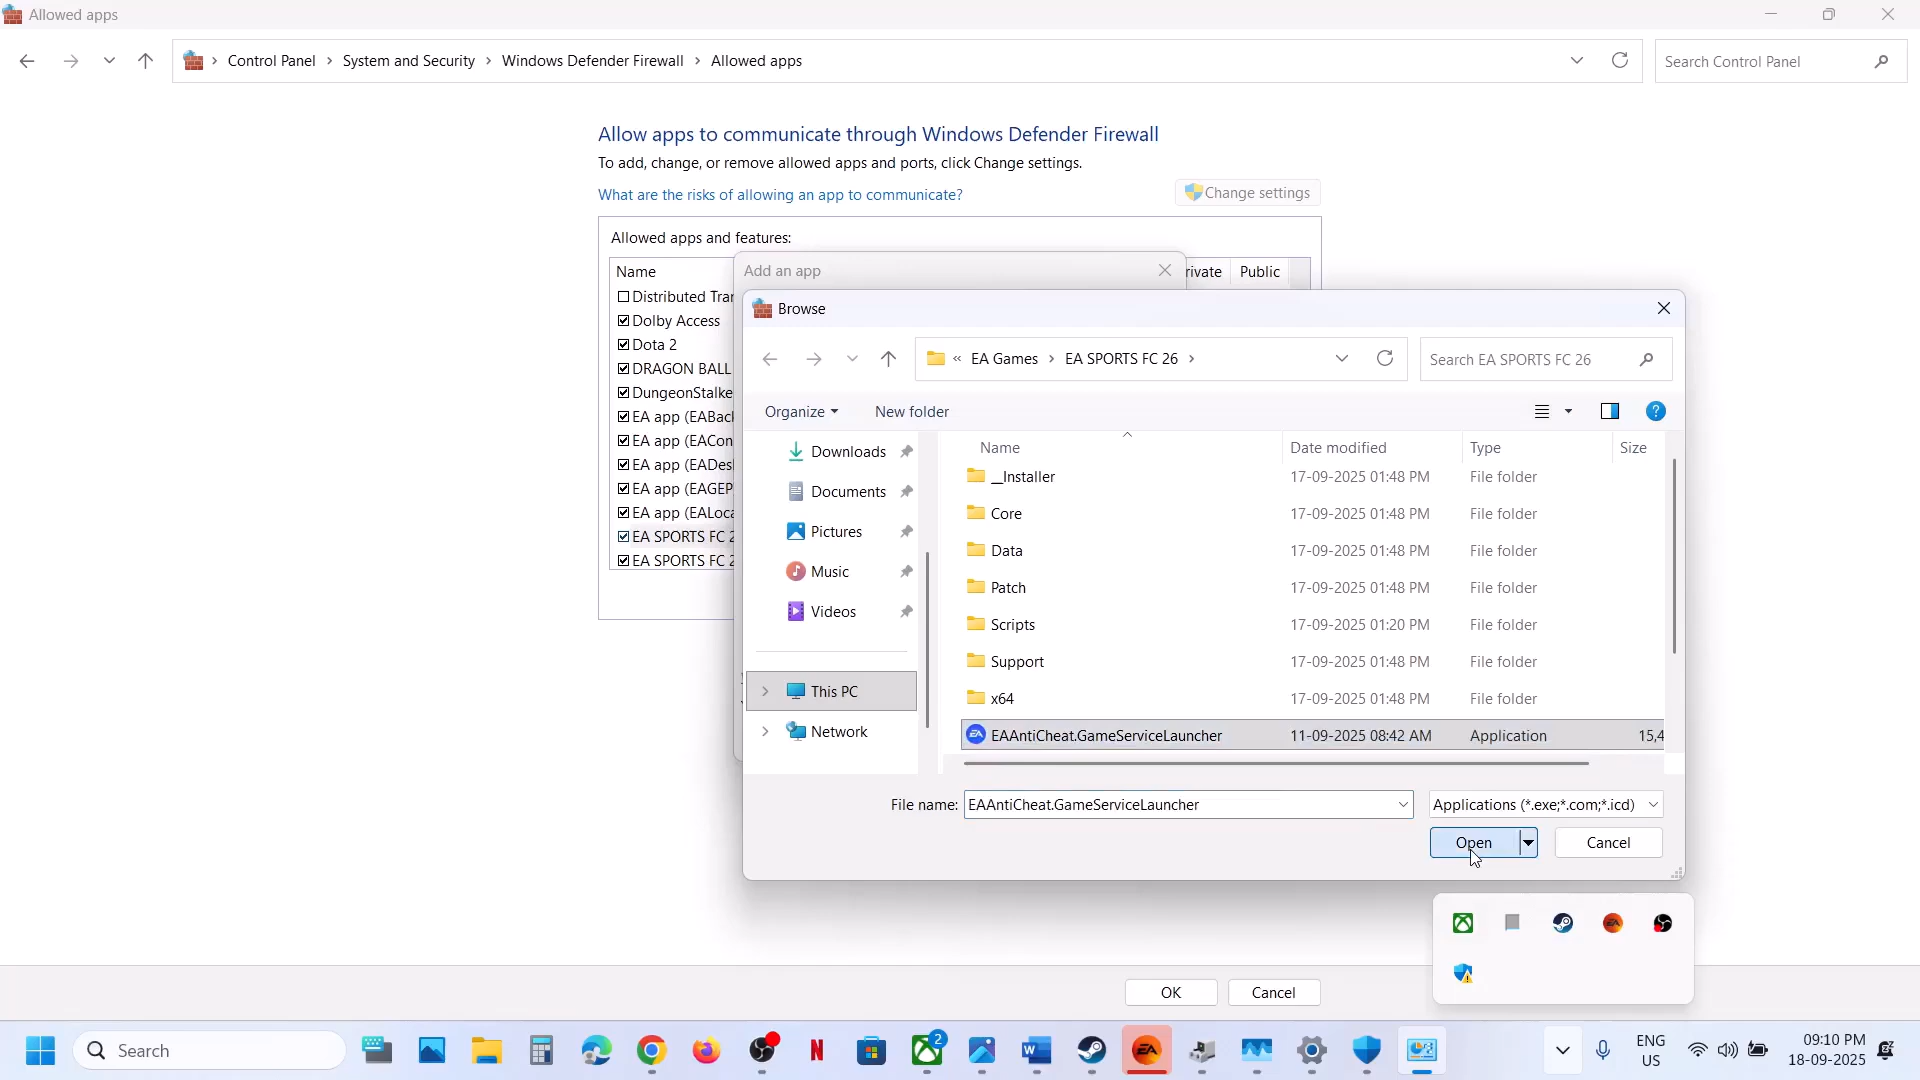 Allowed apps
Control Panel > System and Security > Windows Defender Firewall > Allowed apps
Search Control Panel
Allow apps to communicate through Windows Defender Firewall
To add, change, or remove allowed apps and ports, click Change settings.
What are the risks of allowing an app to communicate?
Change settings
Allowed apps and features:
Name
rivate Public
Distributed Tra
Dolby Access
Dota 2
DRAGON BALL
DungeonStalke
EA app (EABac
EA app (EACon
EA app (EADes
EA app (EAGEP
EA app (EALoca
EA SPORTS FC 2
EA SPORTS FC 2
Add an app
Browse
« EA Games > EA SPORTS FC 26 >
Search EA SPORTS FC 26
Organize
New folder
Downloads
Documents
Pictures
Music
Videos
This PC
Network
Name Date modified Type Size
__Installer 17-09-2025 01:48 PM File folder
Core 17-09-2025 01:48 PM File folder
Data 17-09-2025 01:48 PM File folder
Patch 17-09-2025 01:48 PM File folder
Scripts 17-09-2025 01:20 PM File folder
Support 17-09-2025 01:48 PM File folder
x64 17-09-2025 01:48 PM File folder
EAAntiCheat.GameServiceLauncher 11-09-2025 08:42 AM Application 15,4
File name: EAAntiCheat.GameServiceLauncher
Applications (*.exe;*.com;*.icd)
Open
Cancel
OK
Cancel
Search
2
ENG
US
09:10 PM
18-09-2025